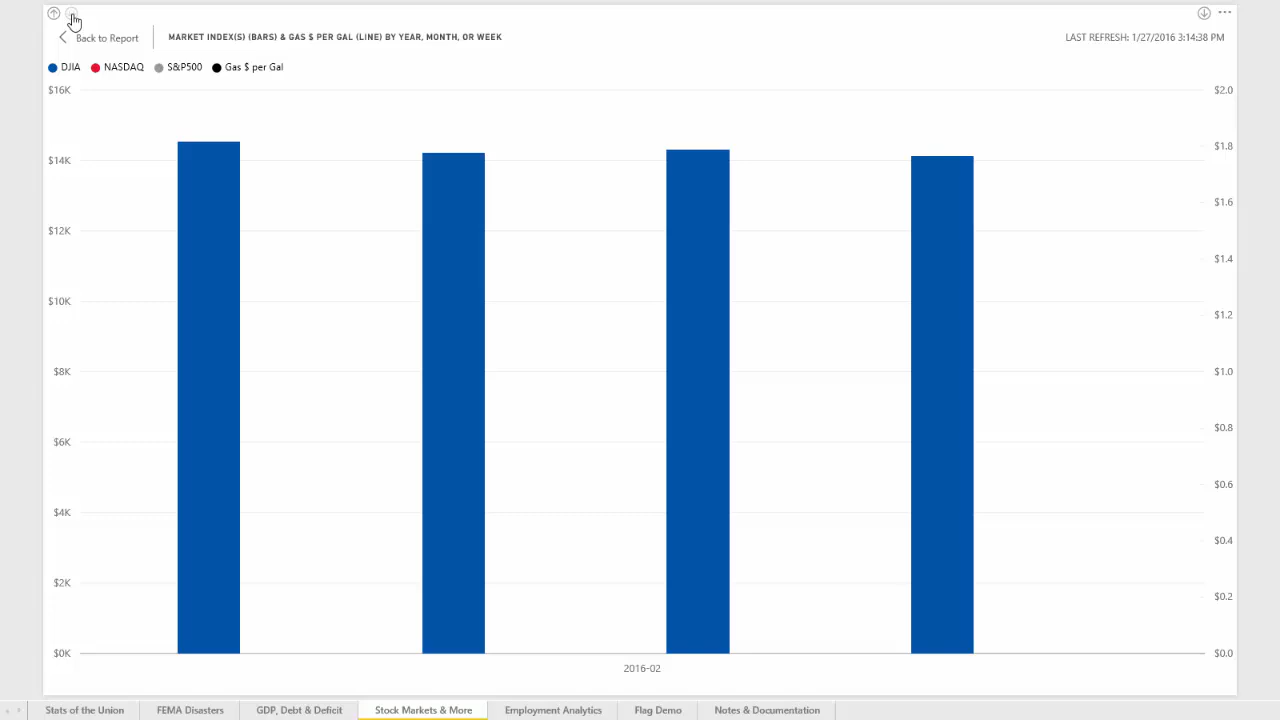 Back to Report
MARKET INDEX(S) (BARS) & GAS $ PER GAL (LINE) BY YEAR, MONTH, OR WEEK
LAST REFRESH: 1/27/2016 3:14:38 PM
DJIA NASDAQ S&P500 Gas $ per Gal
$16K
$14K
$12K
$10K
$8K
$6K
$4K
$2K
$0K
$2.0
$1.8
$1.6
$1.4
$1.2
$1.0
$0.8
$0.6
$0.4
$0.2
$0.0
2016-02
Stats of the Union FEMA Disasters GDP, Debt & Deficit Stock Markets & More Employment Analytics Flag Demo Notes & Documentation